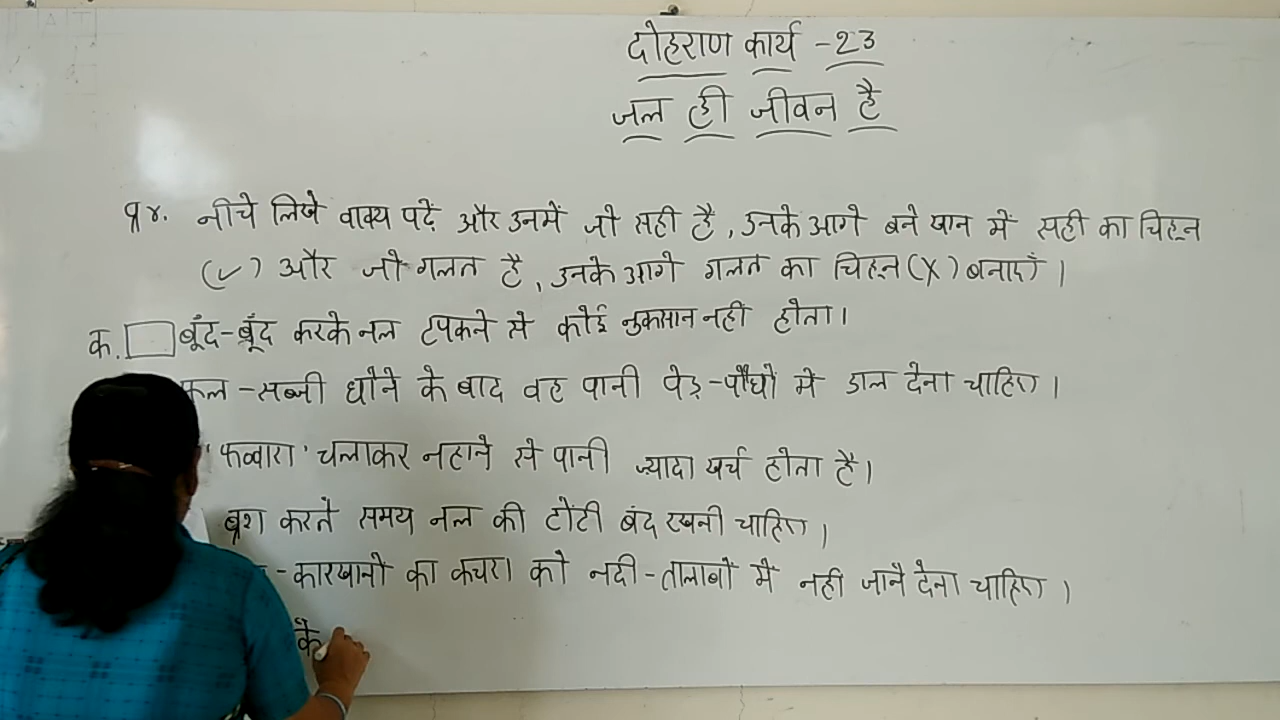 दोहराण कार्य - 23
जल ही जीवन है
प्र४. नीचे लिखे वाक्य पढ़ें और उनमें जो सही है, उनके आगे बने खान में सही का चिह्न
(✓) और जो गलत है, उनके आगे गलत का चिह्न (X) बनाएँ।
क. बूँद-बूँद करके नल टपकने से कोई नुकसान नहीं होता।
फल-सब्जी धोने के बाद वह पानी पेड़-पौधों में डाल देना चाहिए।
'फव्वारा' चलाकर नहाने से पानी ज़्यादा खर्च होता है।
ब्रश करते समय नल की टोंटी बंद रखनी चाहिए।
-कारखानों का कचरा को नदी-तालाबों में नहीं जाने देना चाहिए।
के